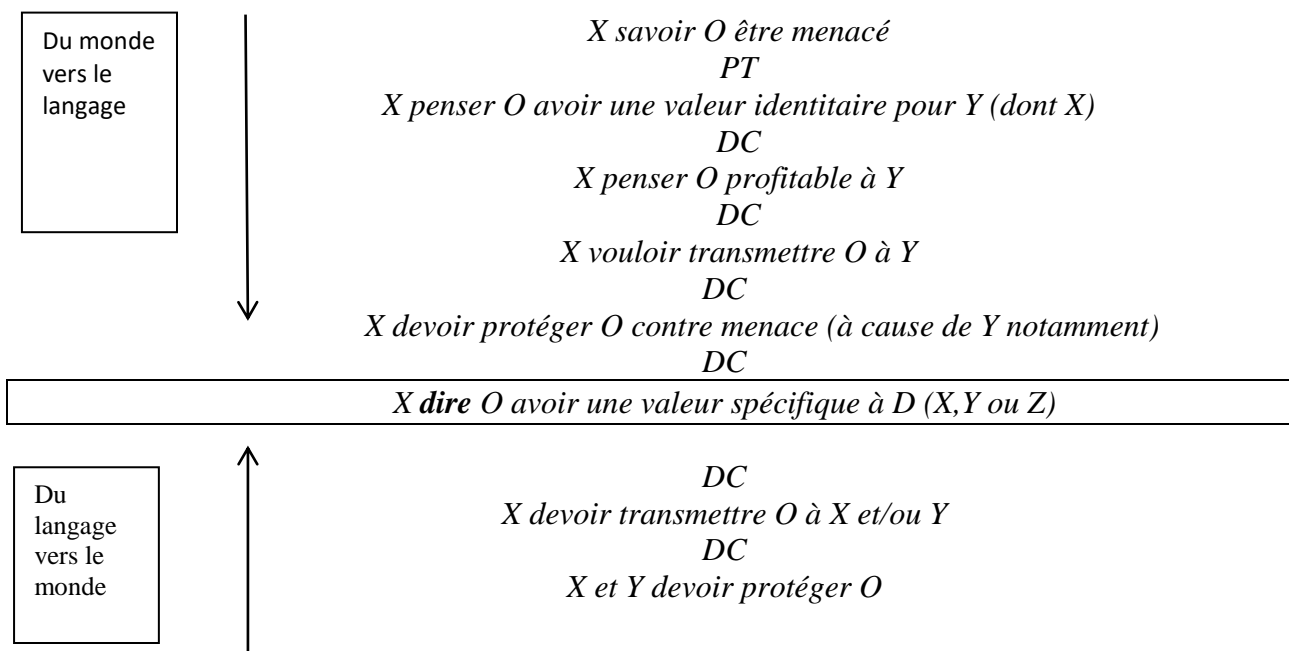 Du monde
vers le
langage
X savoir O être menacé
PT
X penser O avoir une valeur identitaire pour Y (dont X)
DC
X penser O profitable à Y
DC
X vouloir transmettre O à Y
DC
X devoir protéger O contre menace (à cause de Y notamment)
DC
X dire O avoir une valeur spécifique à D (X,Y ou Z)
Du
langage
vers le
monde
DC
X devoir transmettre O à X et/ou Y
DC
X et Y devoir protéger O